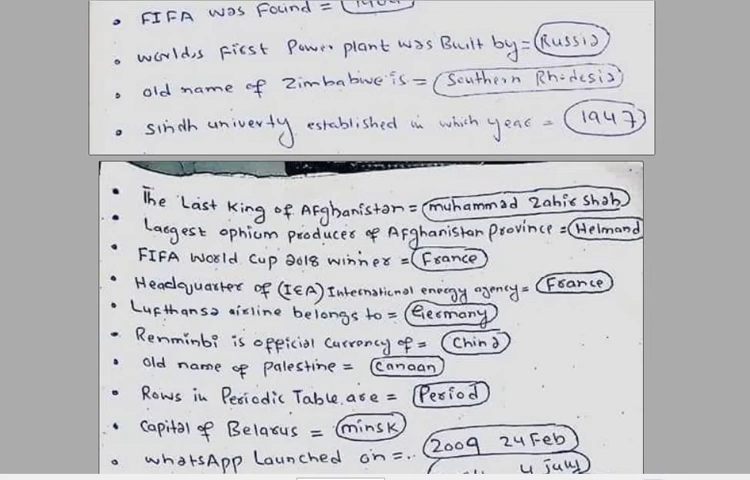 • FIFA was found =
• world,s first Power plant was Built by= Russia
• old name of Zimbabwe is = Southern Rhodesia
• Sindh univerty established in which year = 1947
• The Last King of Afghanistan = muhammad Zahir Shah
• Largest ophium producer of Afghanistan province = Helmand
• FIFA World Cup 2018 winner = France
• Headquarter of (IEA) International energy agency = France
• Lufthansa airline belongs to = Germany
• Renminbi is official currency of = China
• old name of palestine = Canaan
• Rows in Periodic Table are = Period
• Capital of Belarus = minsk
• whatsApp Launched on =.. 2009 24 Feb
4 july